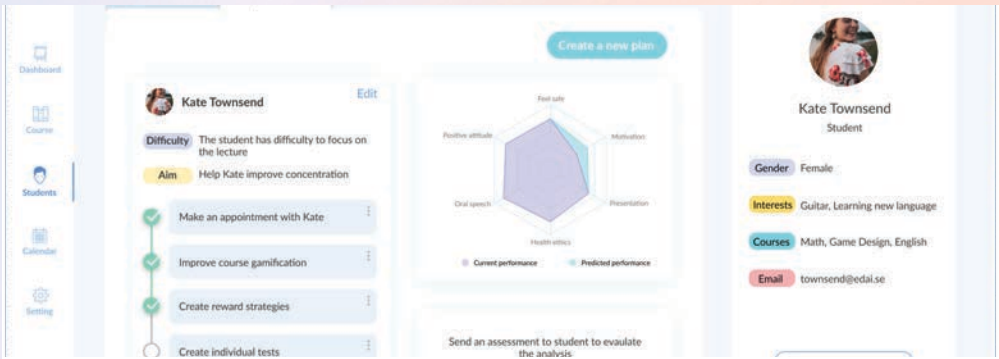 Dashboard
Course
Students
Calendar
Setting
Create a new plan
Kate Townsend
Edit
Difficulty The student has difficulty to focus on
the lecture
Aim Help Kate improve concentration
Make an appointment with Kate
Improve course gamification
Create reward strategies
Create individual tests
Feel safe
Positive attitude
Motivation
Oral speech
Presentation
Health ethics
Current performance
Predicted performance
Send an assessment to student to evaulate
the analysis
Kate Townsend
Student
Gender Female
Interests Guitar, Learning new language
Courses Math, Game Design, English
Email townsend@edai.se